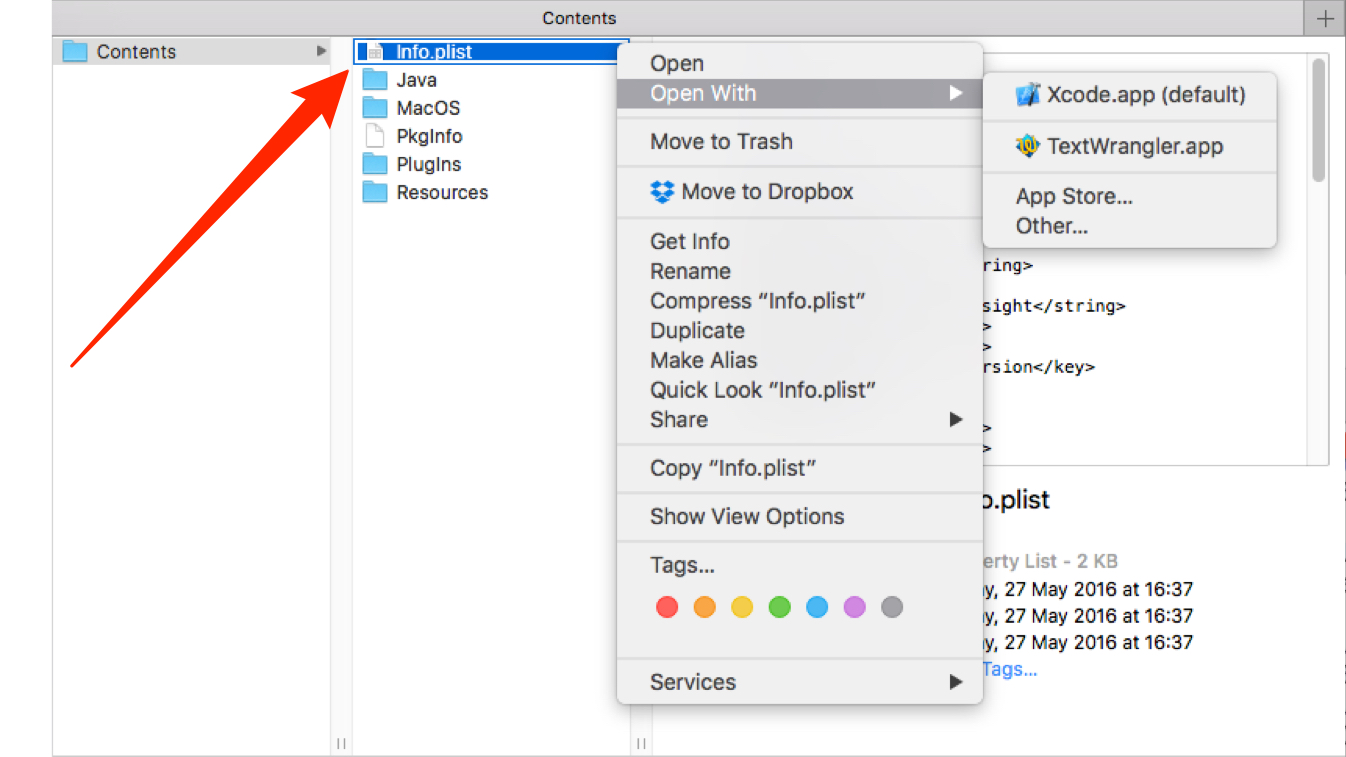 Contents
Contents
Info.plist
Java
MacOS
PkgInfo
PlugIns
Resources
Open
Open With
Move to Trash
Move to Dropbox
Get Info
Rename
Compress “Info.plist”
Duplicate
Make Alias
Quick Look “Info.plist”
Share
Copy “Info.plist”
Show View Options
Tags...
Services
Xcode.app (default)
TextWrangler.app
App Store...
Other...
ring>
sight</string>
>
>
rsion</key>
>
>
o.plist
erty List - 2 KB
y, 27 May 2016 at 16:37
y, 27 May 2016 at 16:37
y, 27 May 2016 at 16:37
Tags...